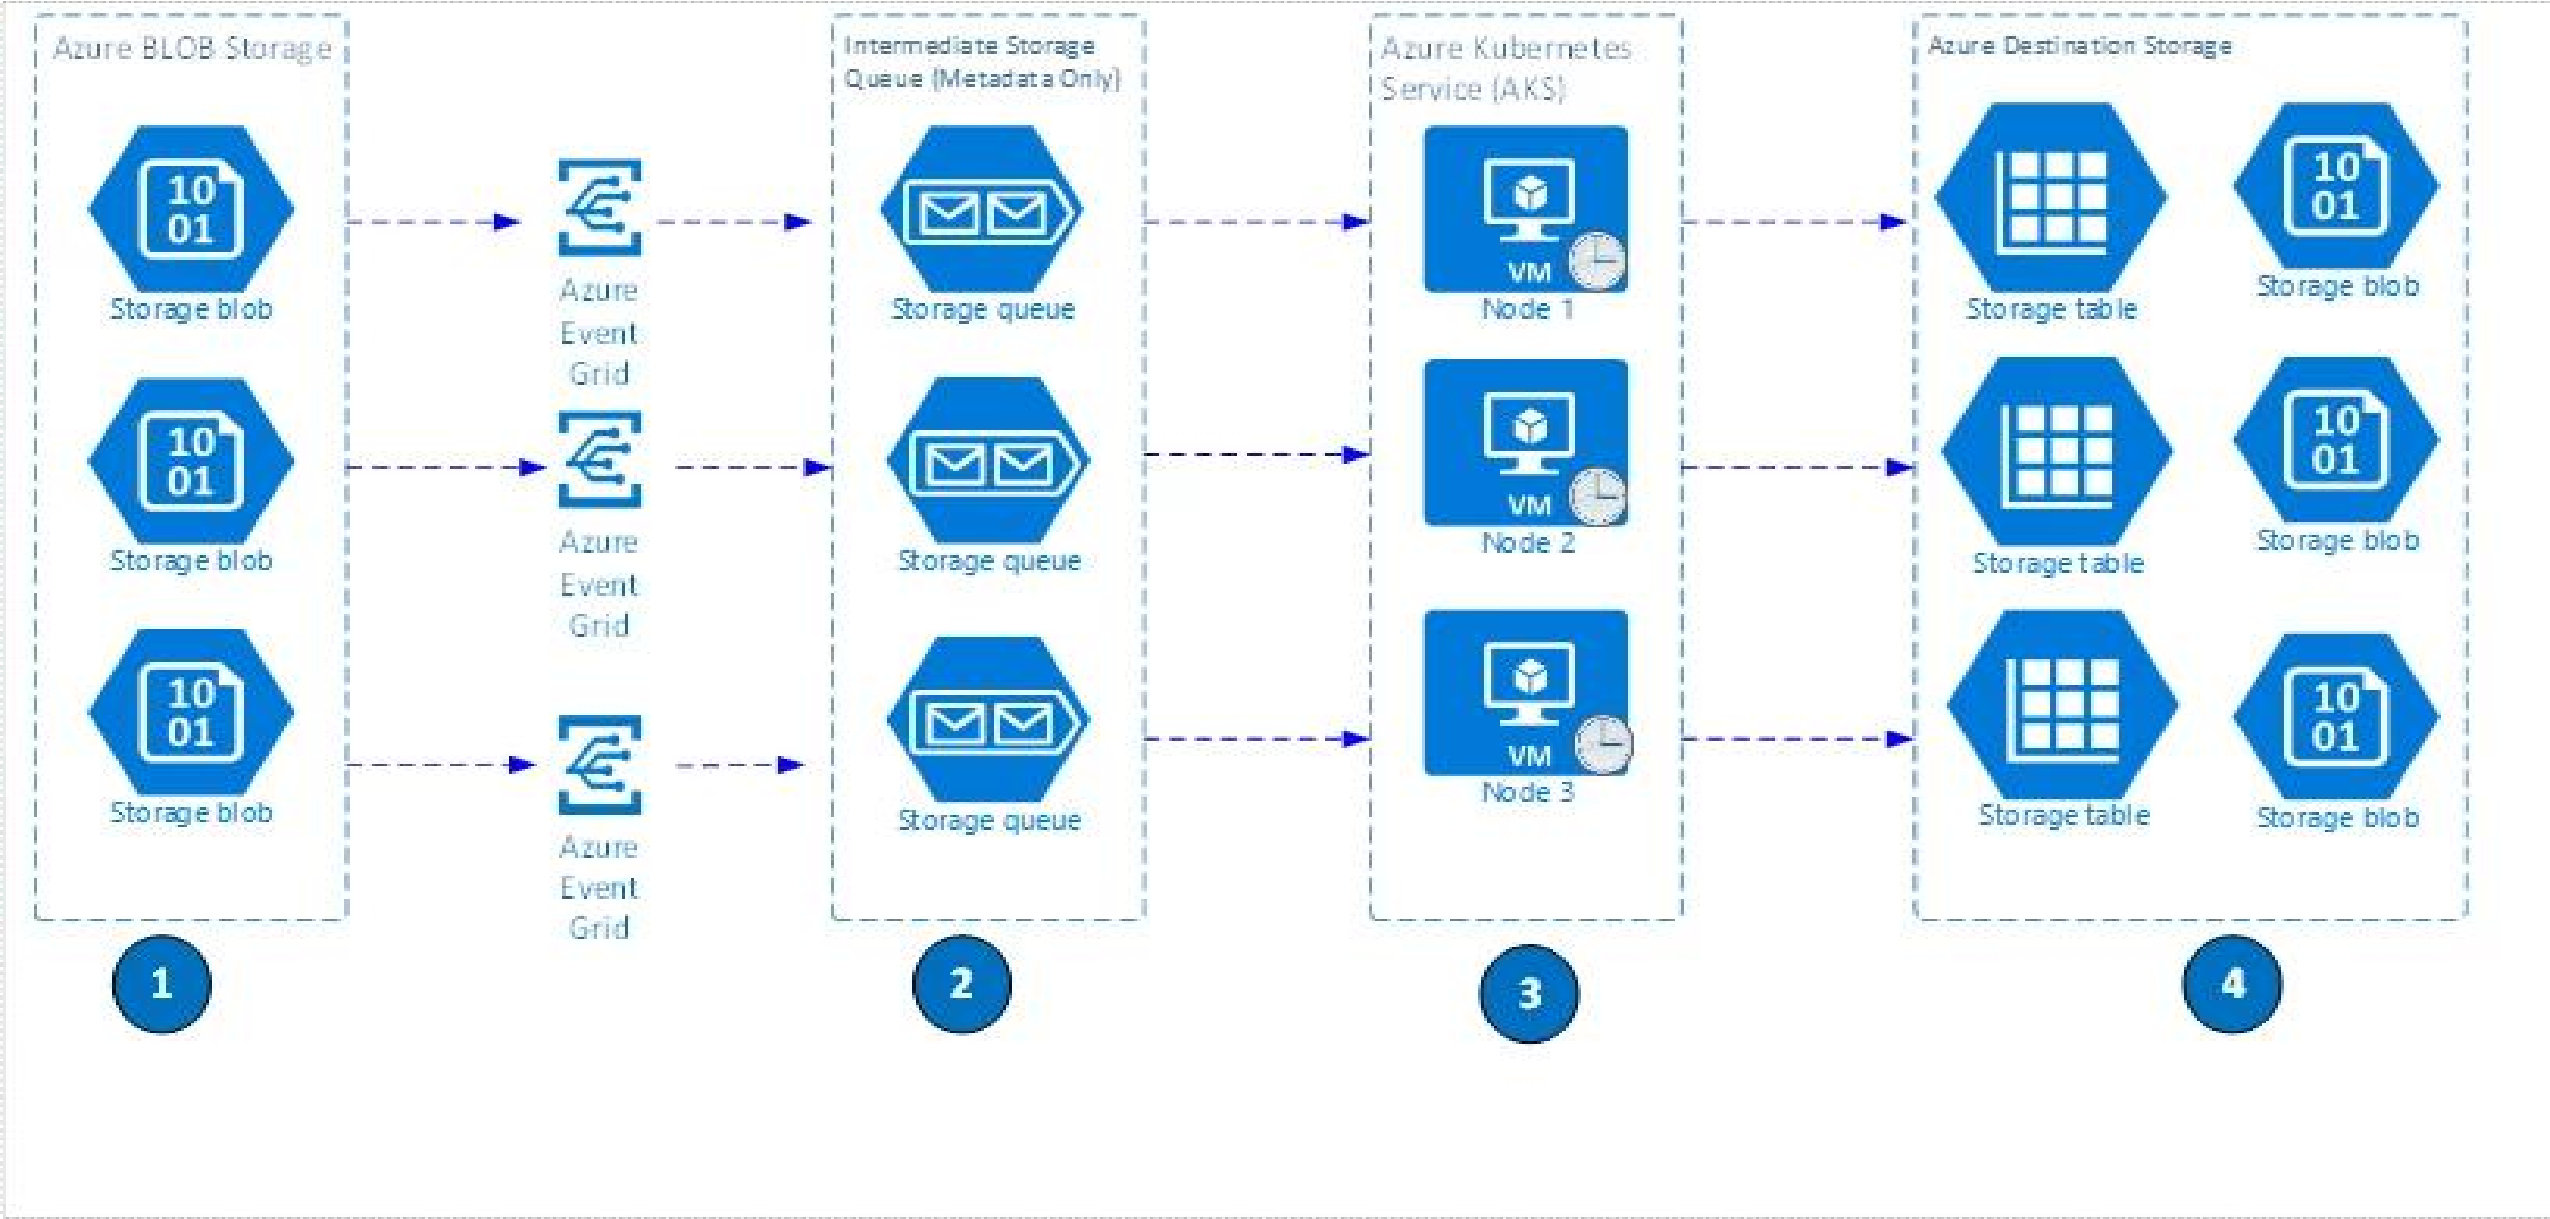 Azure BLOB Storage
10
01
Storage blob
10
01
Storage blob
10
01
Storage blob
1
Azure
Event
Grid
Azure
Event
Grid
Azure
Event
Grid
Intermediate Storage
Queue (Metadata Only)
Storage queue
Storage queue
Storage queue
2
Azure Kubernetes
Service (AKS)
VM
Node 1
VM
Node 2
VM
Node 3
3
Azure Destination Storage
Storage table
10
01
Storage blob
Storage table
10
01
Storage blob
Storage table
10
01
Storage blob
4